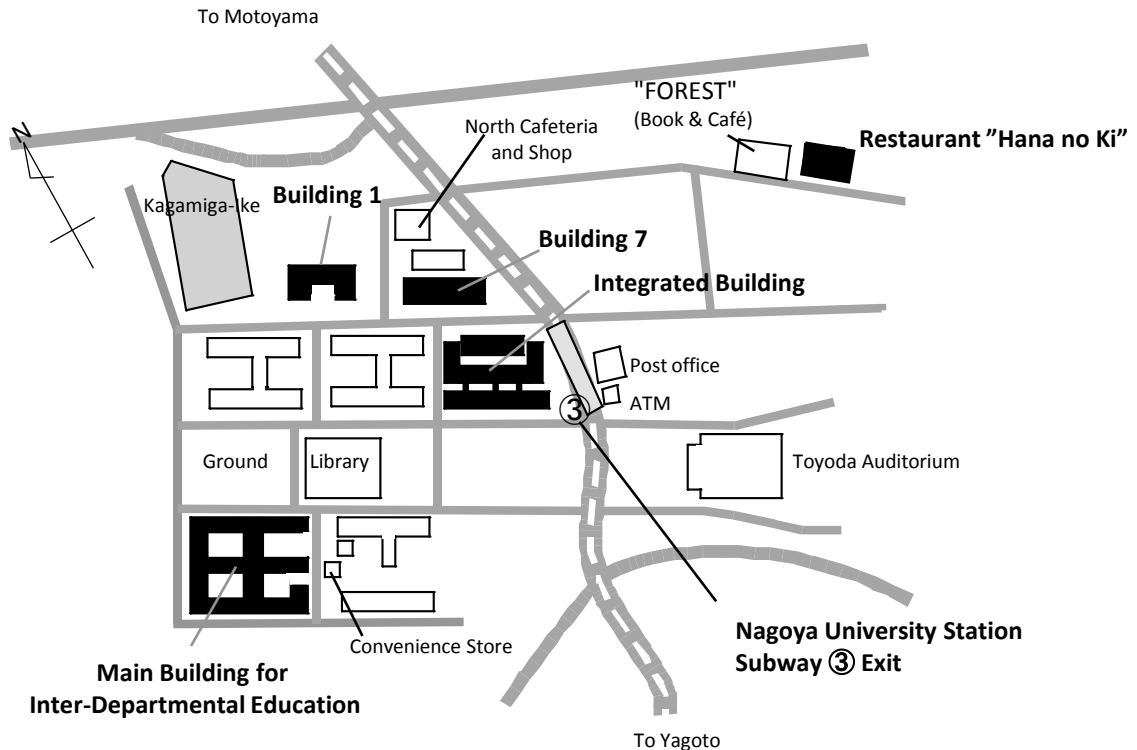 To Motoyama
N
"FOREST"
(Book & Café)
North Cafeteria
and Shop
Restaurant ”Hana no Ki”
Kagamiga-Ike
Building 1
Building 7
Integrated Building
Post office
ATM
③
Ground
Library
Toyoda Auditorium
Convenience Store
Nagoya University Station
Subway ③ Exit
Main Building for
Inter-Departmental Education
To Yagoto